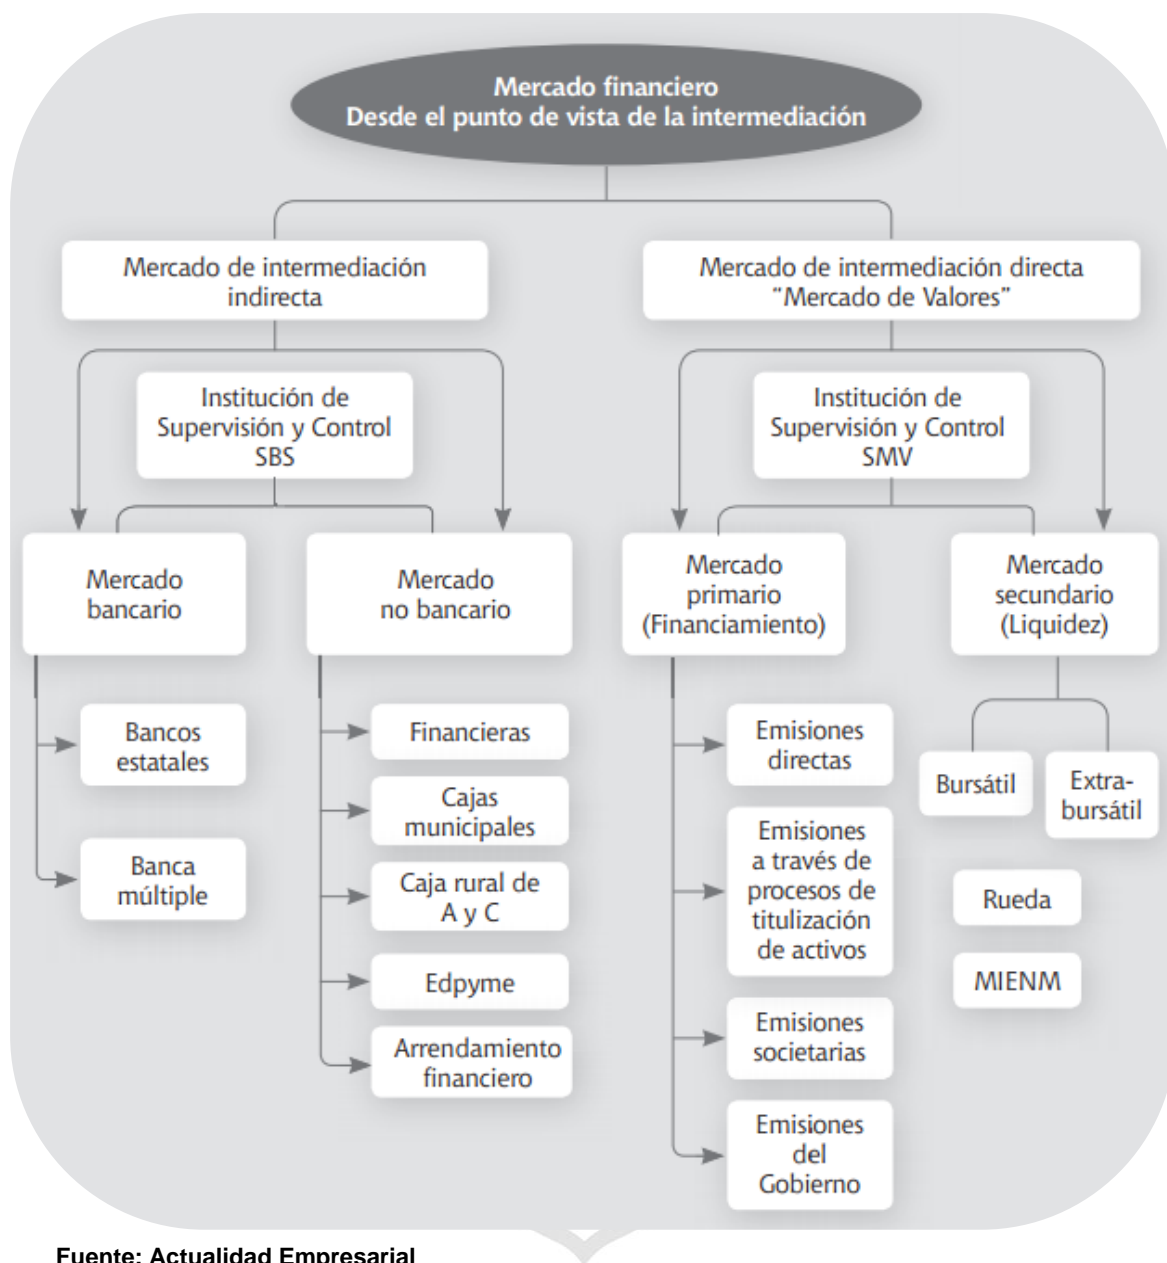 Mercado financiero
Desde el punto de vista de la intermediación
Mercado de intermediación
indirecta
Mercado de intermediación directa
“Mercado de Valores”
Institución de
Supervisión y Control
SBS
Institución de
Supervisión y Control
SMV
Mercado
bancario
Mercado
no bancario
Mercado
primario
(Financiamiento)
Mercado
secundario
(Liquidez)
Bancos
estatales
Banca
múltiple
Financieras
Cajas
municipales
Caja rural de
A y C
Edpyme
Arrendamiento
financiero
Emisiones
directas
Emisiones
a través de
procesos de
titulización
de activos
Emisiones
societarias
Emisiones
del
Gobierno
Bursátil
Extra-
bursátil
Rueda
MIENM
Fuente: Actualidad Empresarial